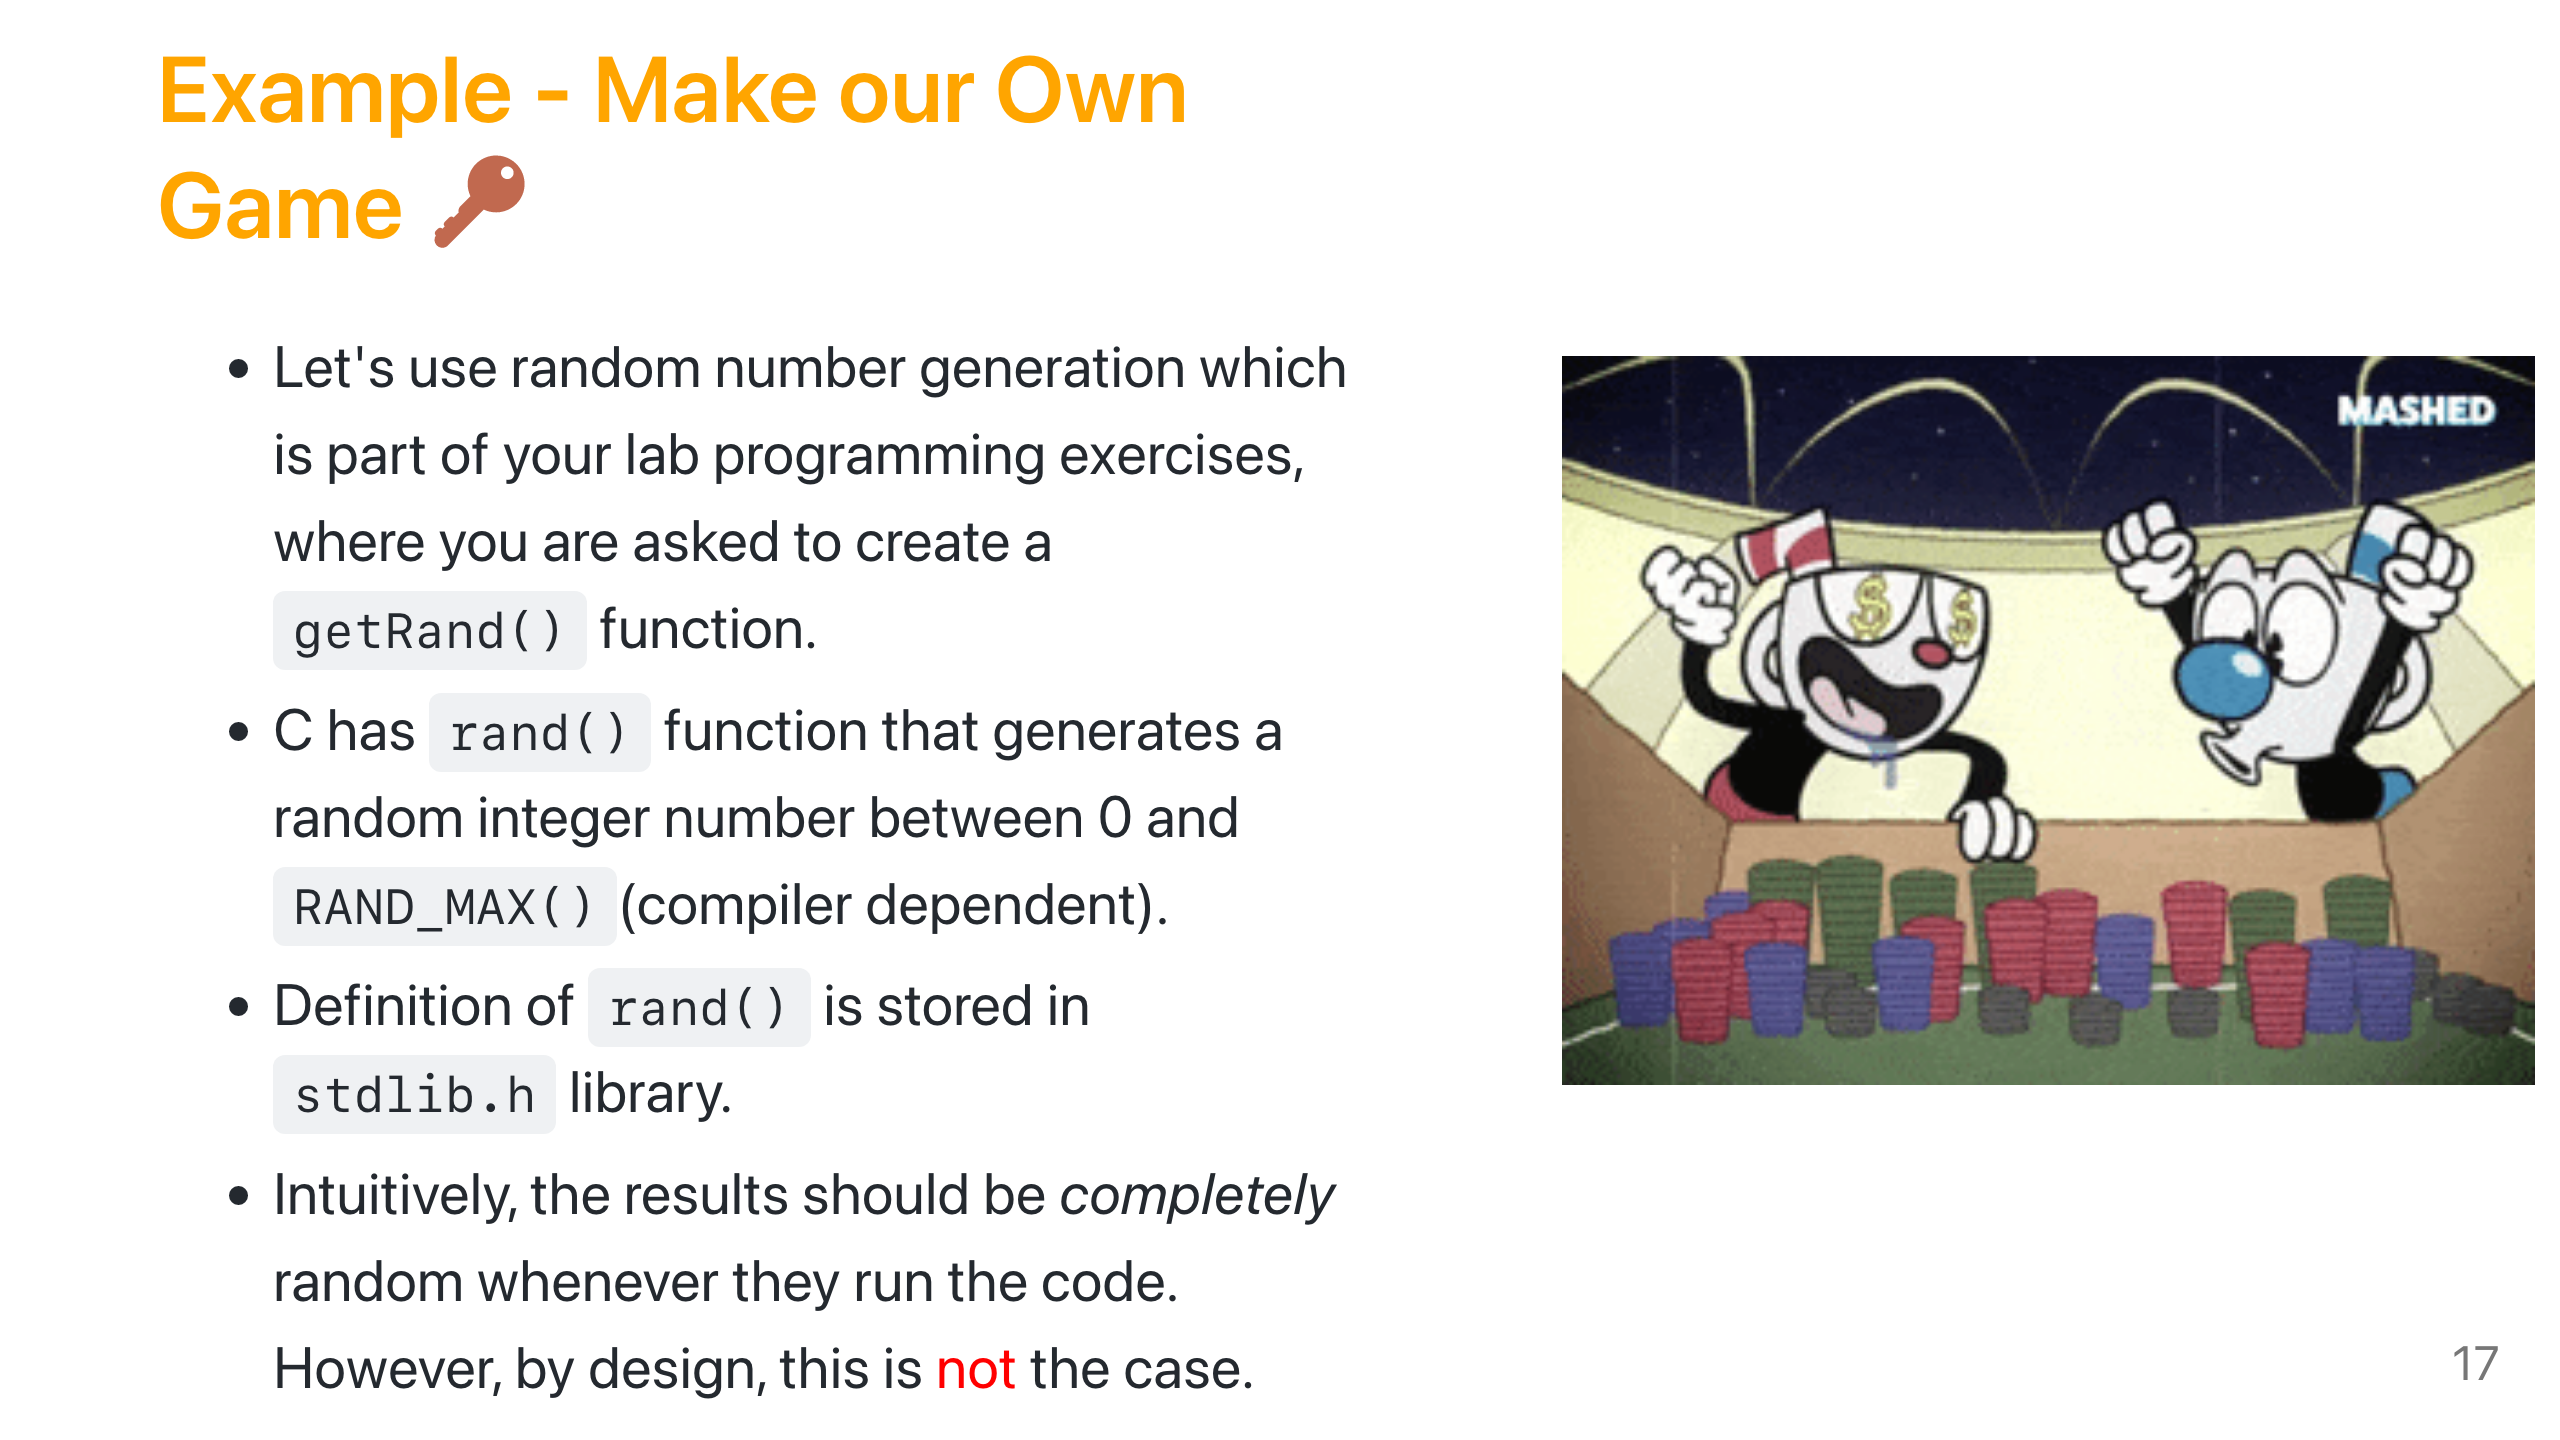 Example - Make our Own
Game
• Let's use random number generation which
is part of your lab programming exercises,
where you are asked to create a
getRand() function.
• C has rand() function that generates a
random integer number between 0 and
RAND_MAX() (compiler dependent).
• Definition of rand() is stored in
stdlib.h library.
• Intuitively, the results should be completely
random whenever they run the code.
However, by design, this is not the case.
MASHED
17